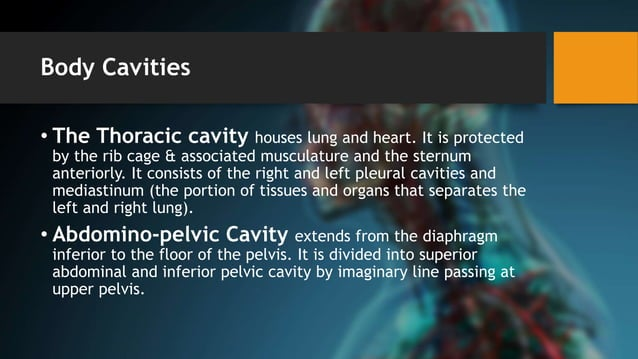 Body Cavities
• The Thoracic cavity houses lung and heart. It is protected
by the rib cage & associated musculature and the sternum
anteriorly. It consists of the right and left pleural cavities and
mediastinum (the portion of tissues and organs that separates the
left and right lung).
• Abdomino-pelvic Cavity extends from the diaphragm
inferior to the floor of the pelvis. It is divided into superior
abdominal and inferior pelvic cavity by imaginary line passing at
upper pelvis.